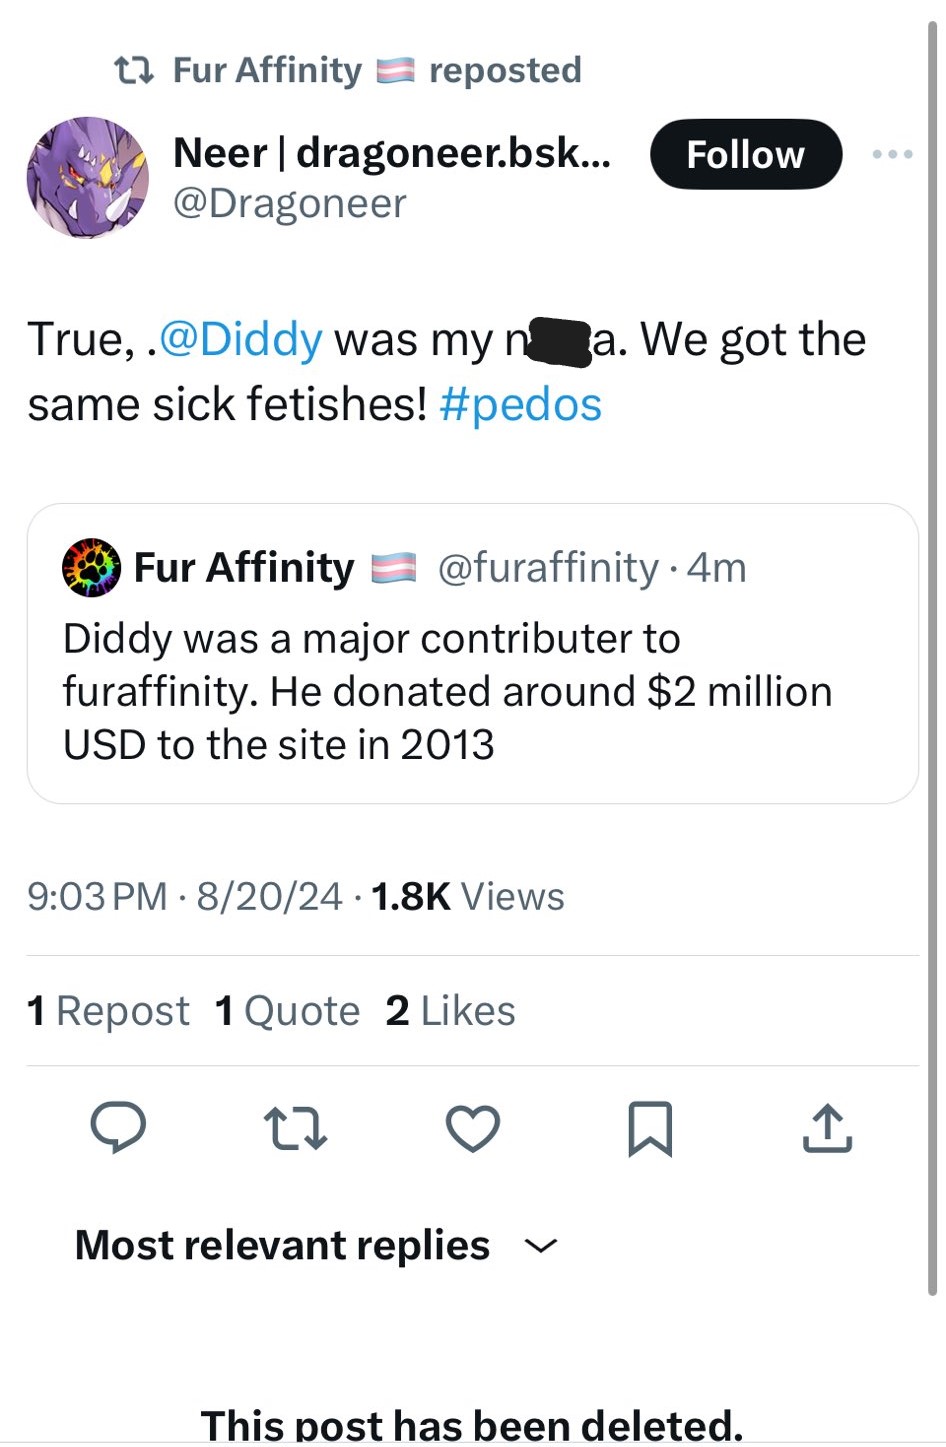 Fur Affinity 🏳️‍⚧️ reposted
Neer | dragoneer.bsk... Follow
@Dragoneer
True, .@Diddy was my n a. We got the
same sick fetishes! #pedos
Fur Affinity 🏳️‍⚧️ @furaffinity · 4m
Diddy was a major contributer to
furaffinity. He donated around $2 million
USD to the site in 2013
9:03 PM · 8/20/24 · 1.8K Views
1 Repost 1 Quote 2 Likes
Most relevant replies
This post has been deleted.